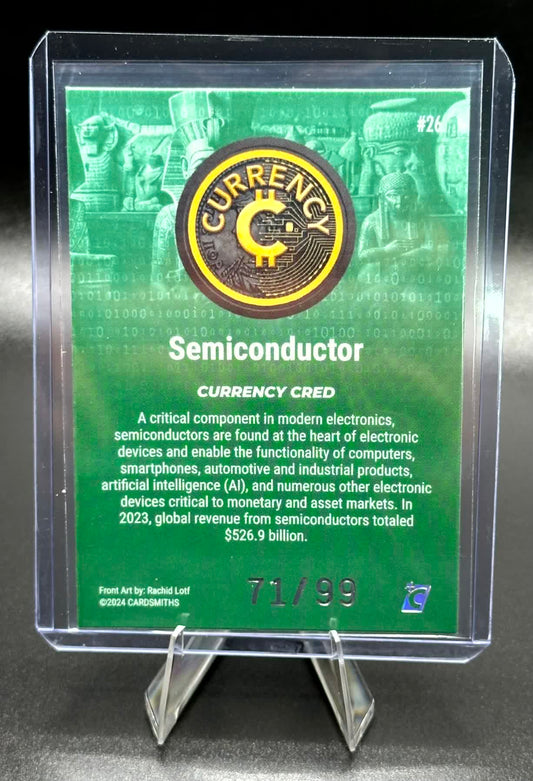 #26
CURRENCY
Semiconductor
CURRENCY CRED
A critical component in modern electronics,
semiconductors are found at the heart of electronic
devices and enable the functionality of computers,
smartphones, automotive and industrial products,
artificial intelligence (AI), and numerous other electronic
devices critical to monetary and asset markets. In
2023, global revenue from semiconductors totaled
$526.9 billion.
Front Art by: Rachid Lotf
©2024 CARDSMITHS
71/99